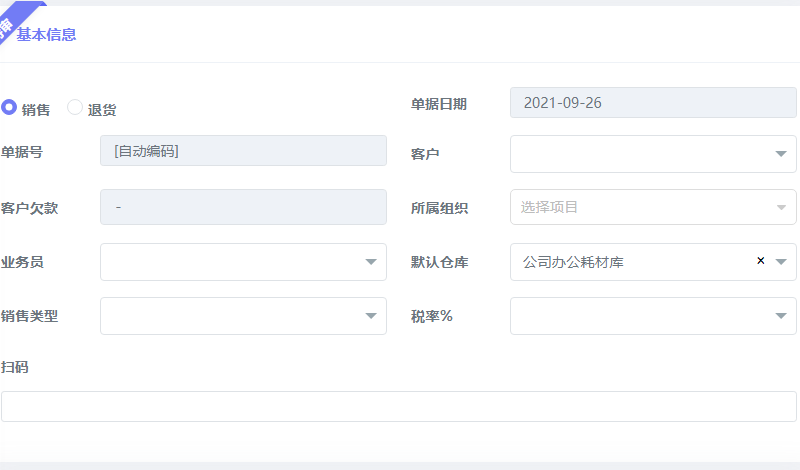 基本信息
销售 退货
单据日期 2021-09-26
单据号 [自动编码]
客户
客户欠款 -
所属组织 选择项目
业务员
默认仓库 公司办公耗材库 ×
销售类型
税率%
扫码